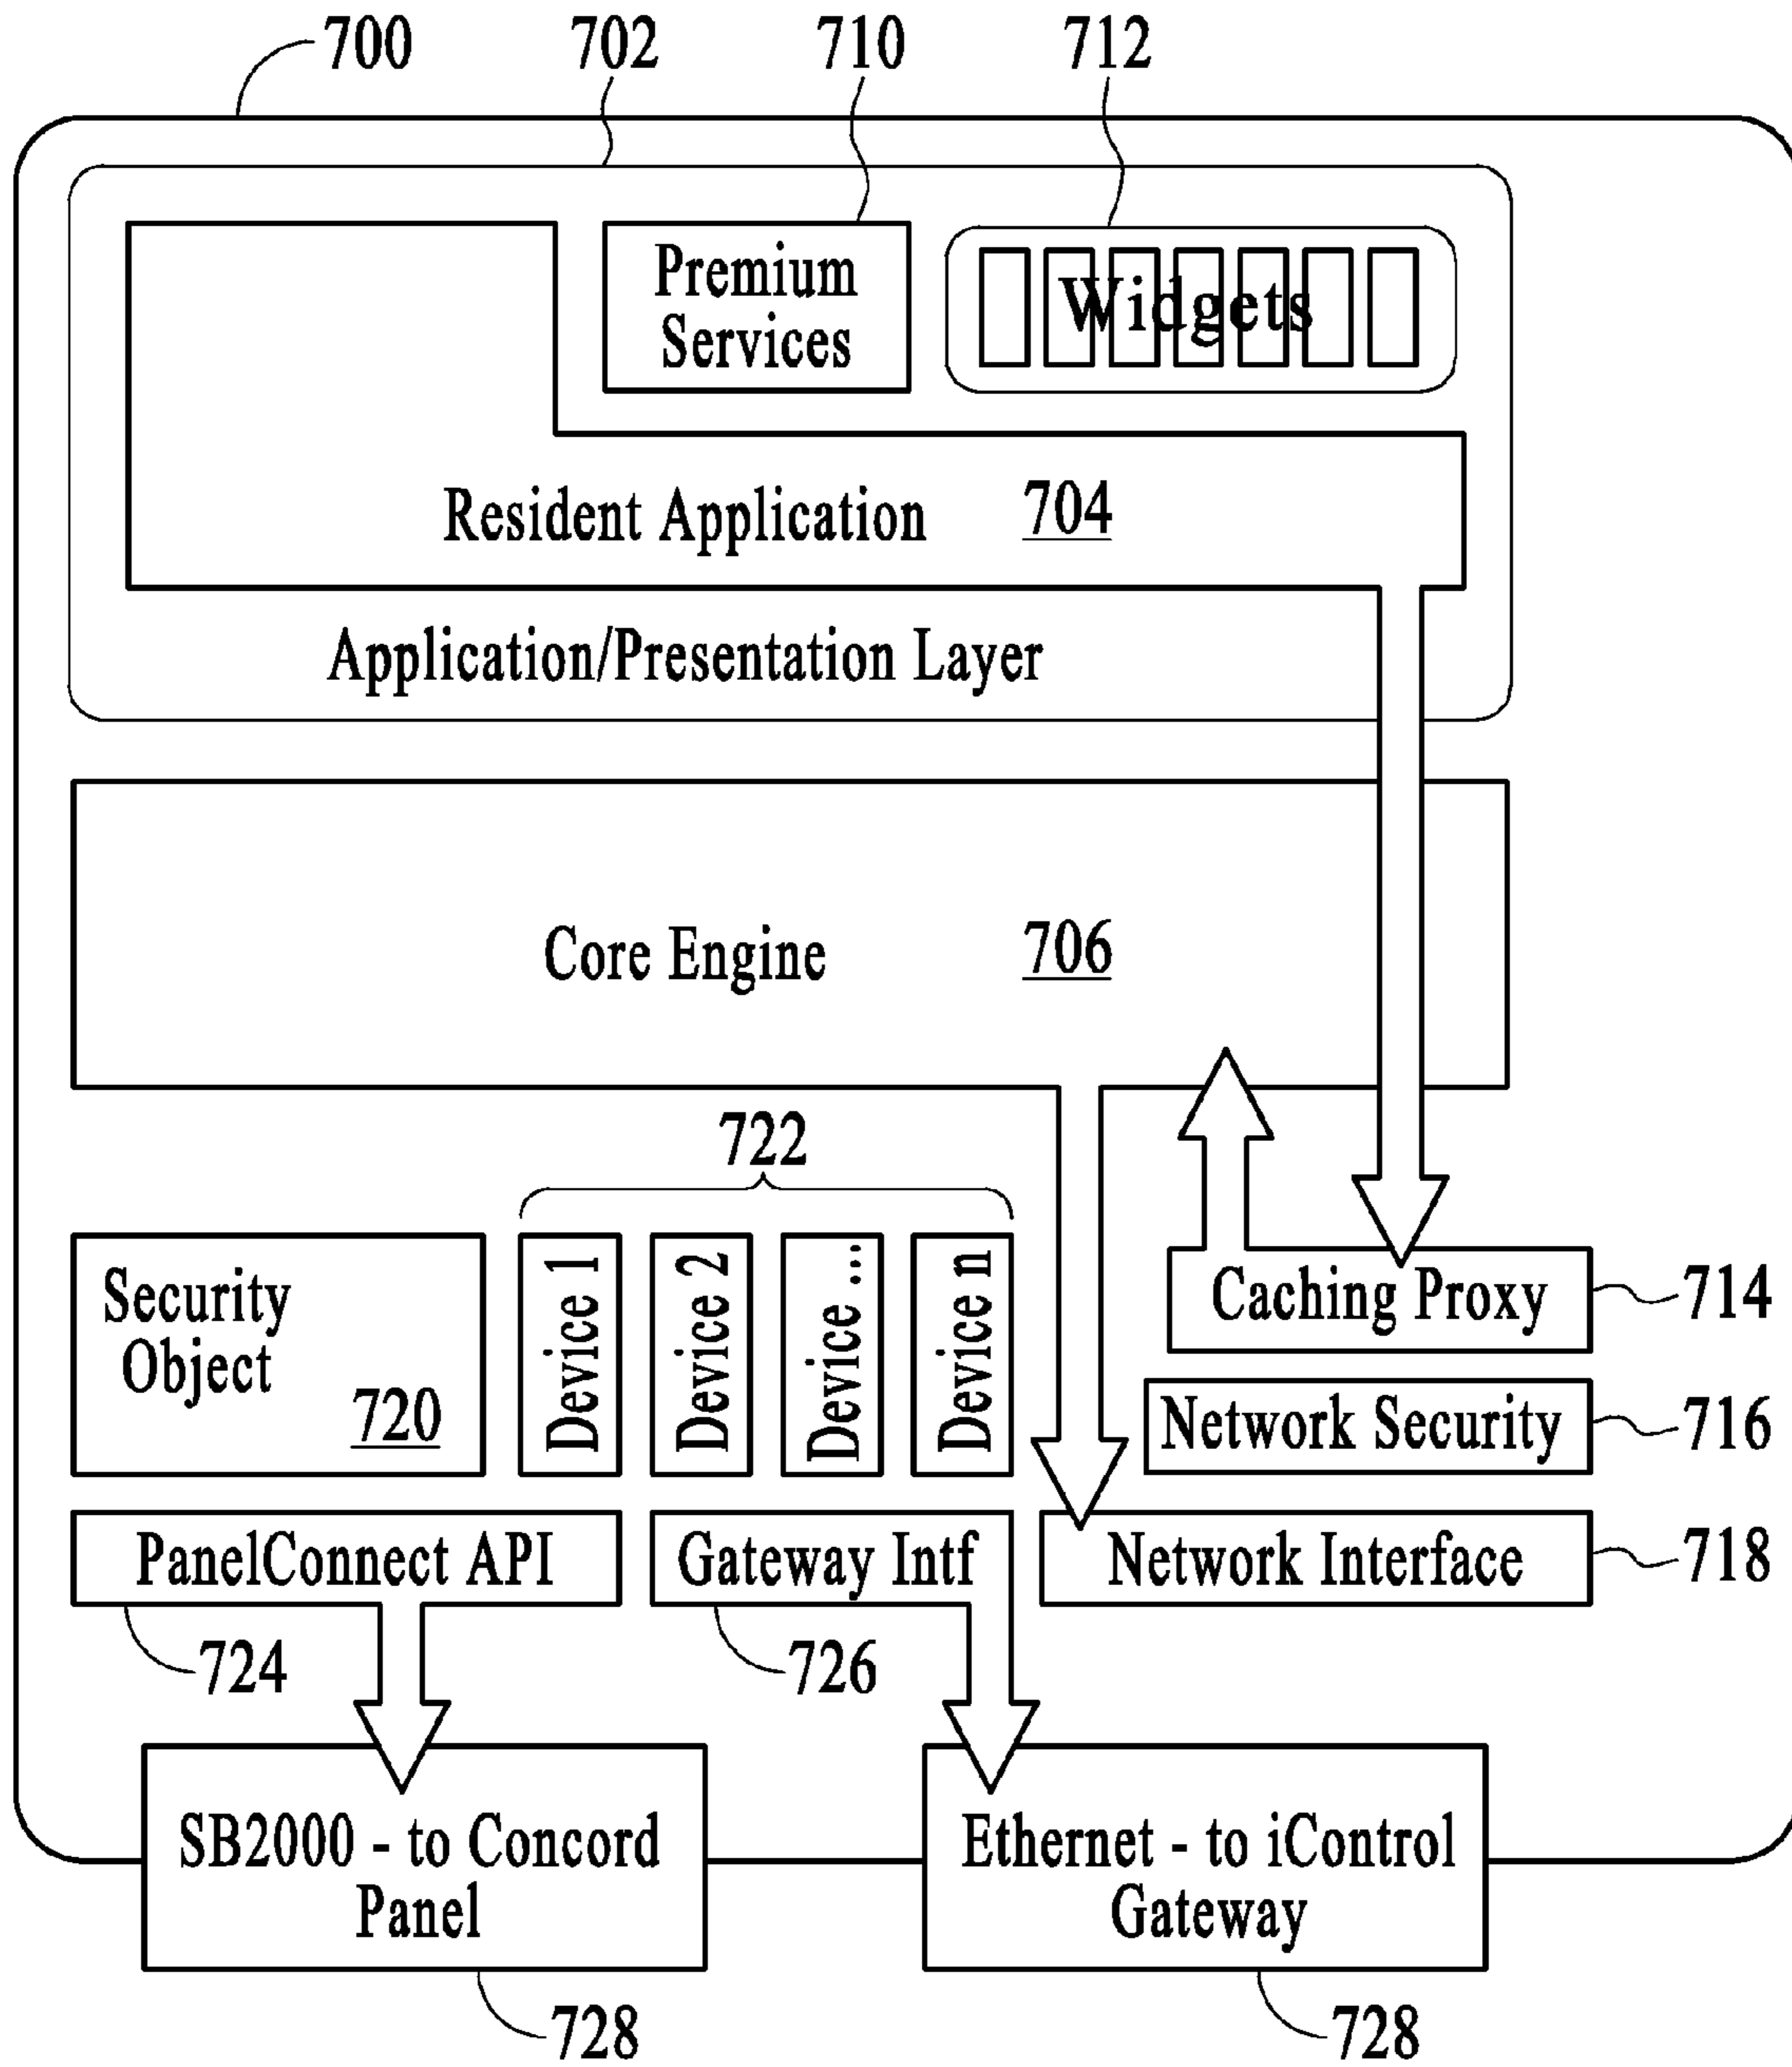 700
702
710
712
Premium
Services
Widgets
Resident Application 704
Application/Presentation Layer
Core Engine 706
722
Security
Object
720
Device 1
Device 2
Device ...
Device n
Caching Proxy
714
Network Security
716
PanelConnect API
Gateway Intf
Network Interface
718
724
726
SB2000 - to Concord
Panel
Ethernet - to iControl
Gateway
728
728